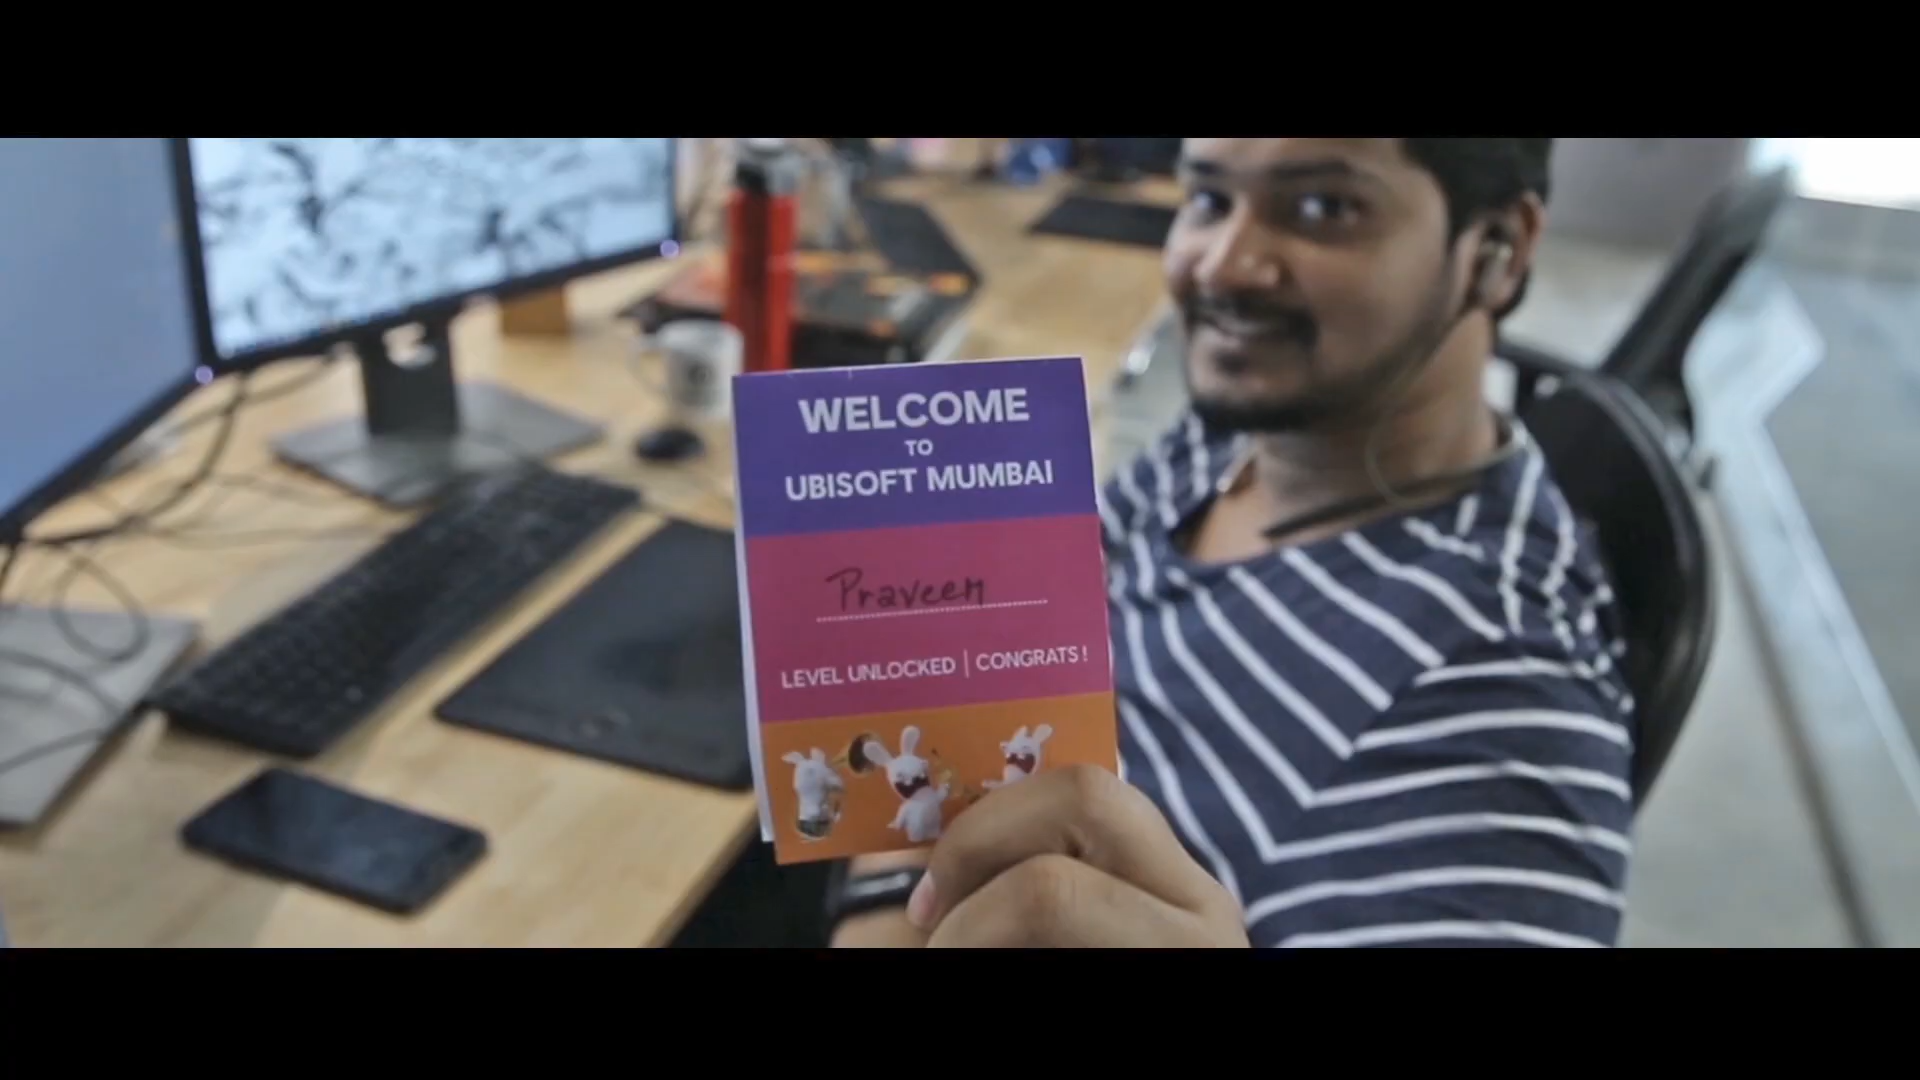 WELCOME
TO
UBISOFT MUMBAI
Praveen
LEVEL UNLOCKED | CONGRATS!